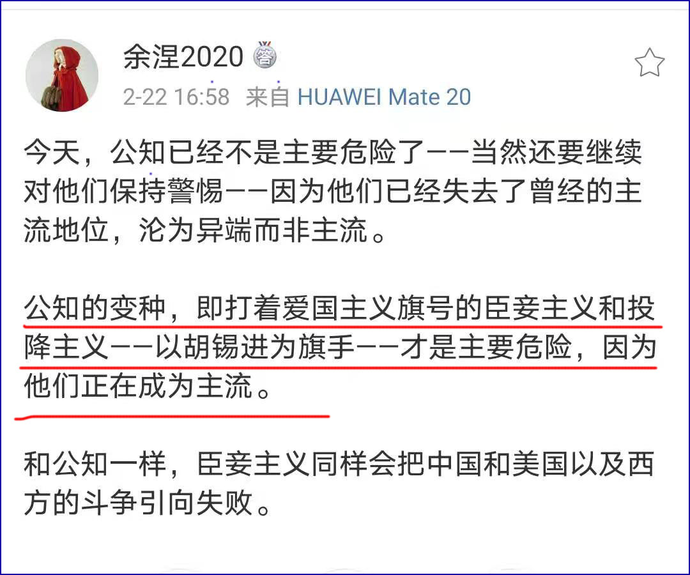 余涅2020
2-22 16:58 来自 HUAWEI Mate 20
今天，公知已经不是主要危险了——当然还要继续
对他们保持警惕——因为他们已经失去了曾经的主
流地位，沦为异端而非主流。
公知的变种，即打着爱国主义旗号的臣妾主义和投
降主义——以胡锡进为旗手——才是主要危险，因为
他们正在成为主流。
和公知一样，臣妾主义同样会把中国和美国以及西
方的斗争引向失败。